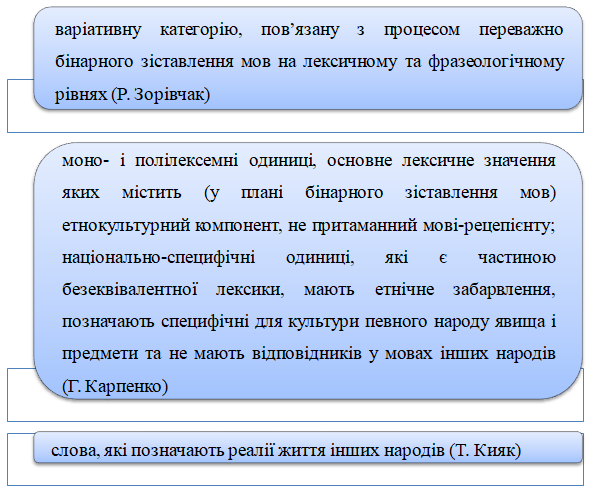 варіативну категорію, пов’язану з процесом переважно
бінарного зіставлення мов на лексичному та фразеологічному
рівнях (Р. Зорівчак)
моно- і полілексемні одиниці, основне лексичне значення
яких містить (у плані бінарного зіставлення мов)
етнокультурний компонент, не притаманний мові-рецепієнту;
національно-специфічні одиниці, які є частиною
безеквівалентної лексики, мають етнічне забарвлення,
позначають специфічні для культури певного народу явища і
предмети та не мають відповідників у мовах інших народів
(Г. Карпенко)
слова, які позначають реалії життя інших народів (Т. Кияк)